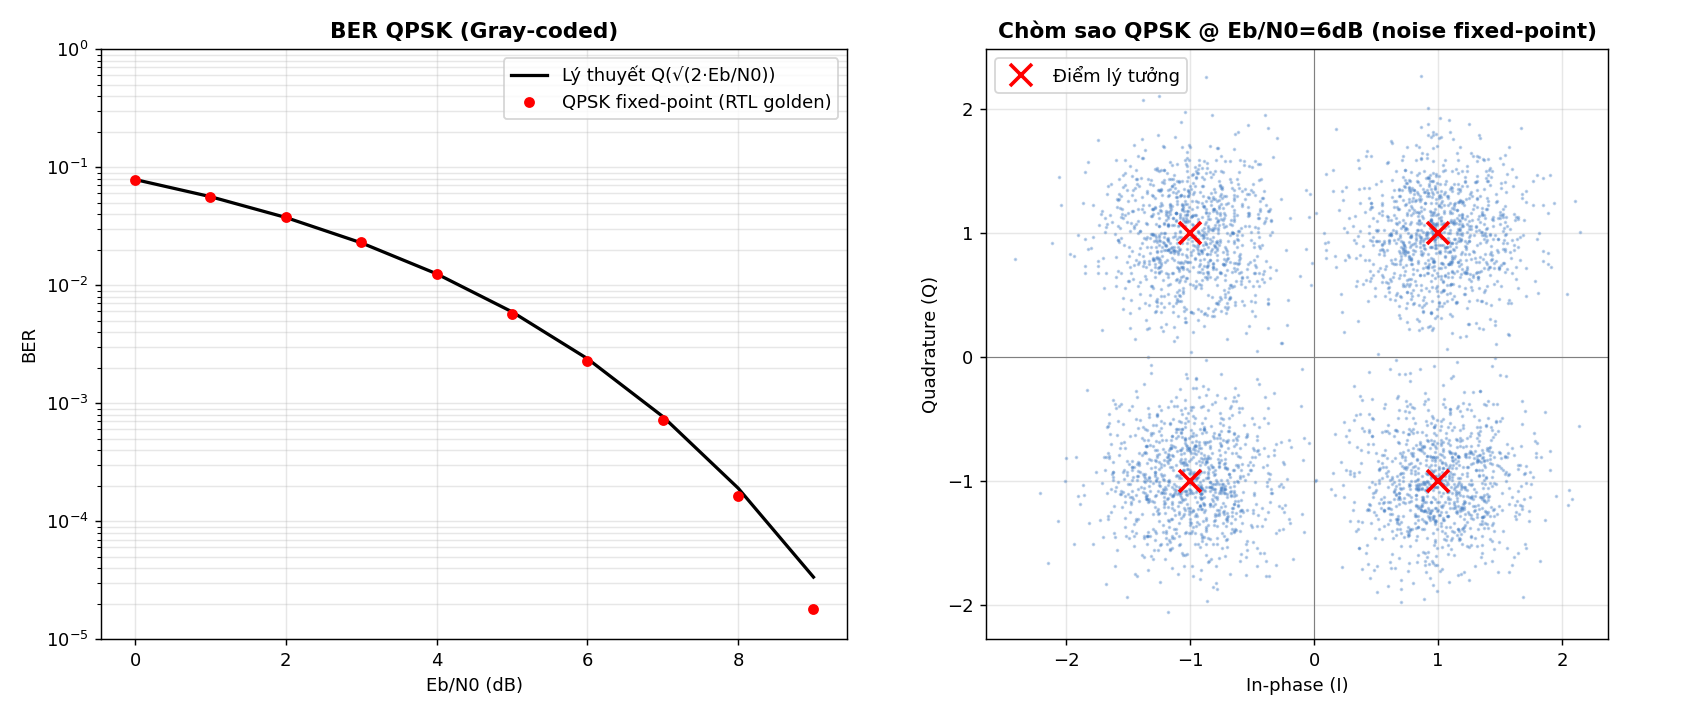 BER QPSK (Gray-coded)
10⁰
10⁻¹
10⁻²
10⁻³
10⁻⁴
10⁻⁵
BER
Lý thuyết Q(√(2·Eb/N0))
QPSK fixed-point (RTL golden)
0 2 4 6 8
Eb/N0 (dB)
Chòm sao QPSK @ Eb/N0=6dB (noise fixed-point)
Điểm lý tưởng
2
1
0
−1
−2
Quadrature (Q)
−2 −1 0 1 2
In-phase (I)